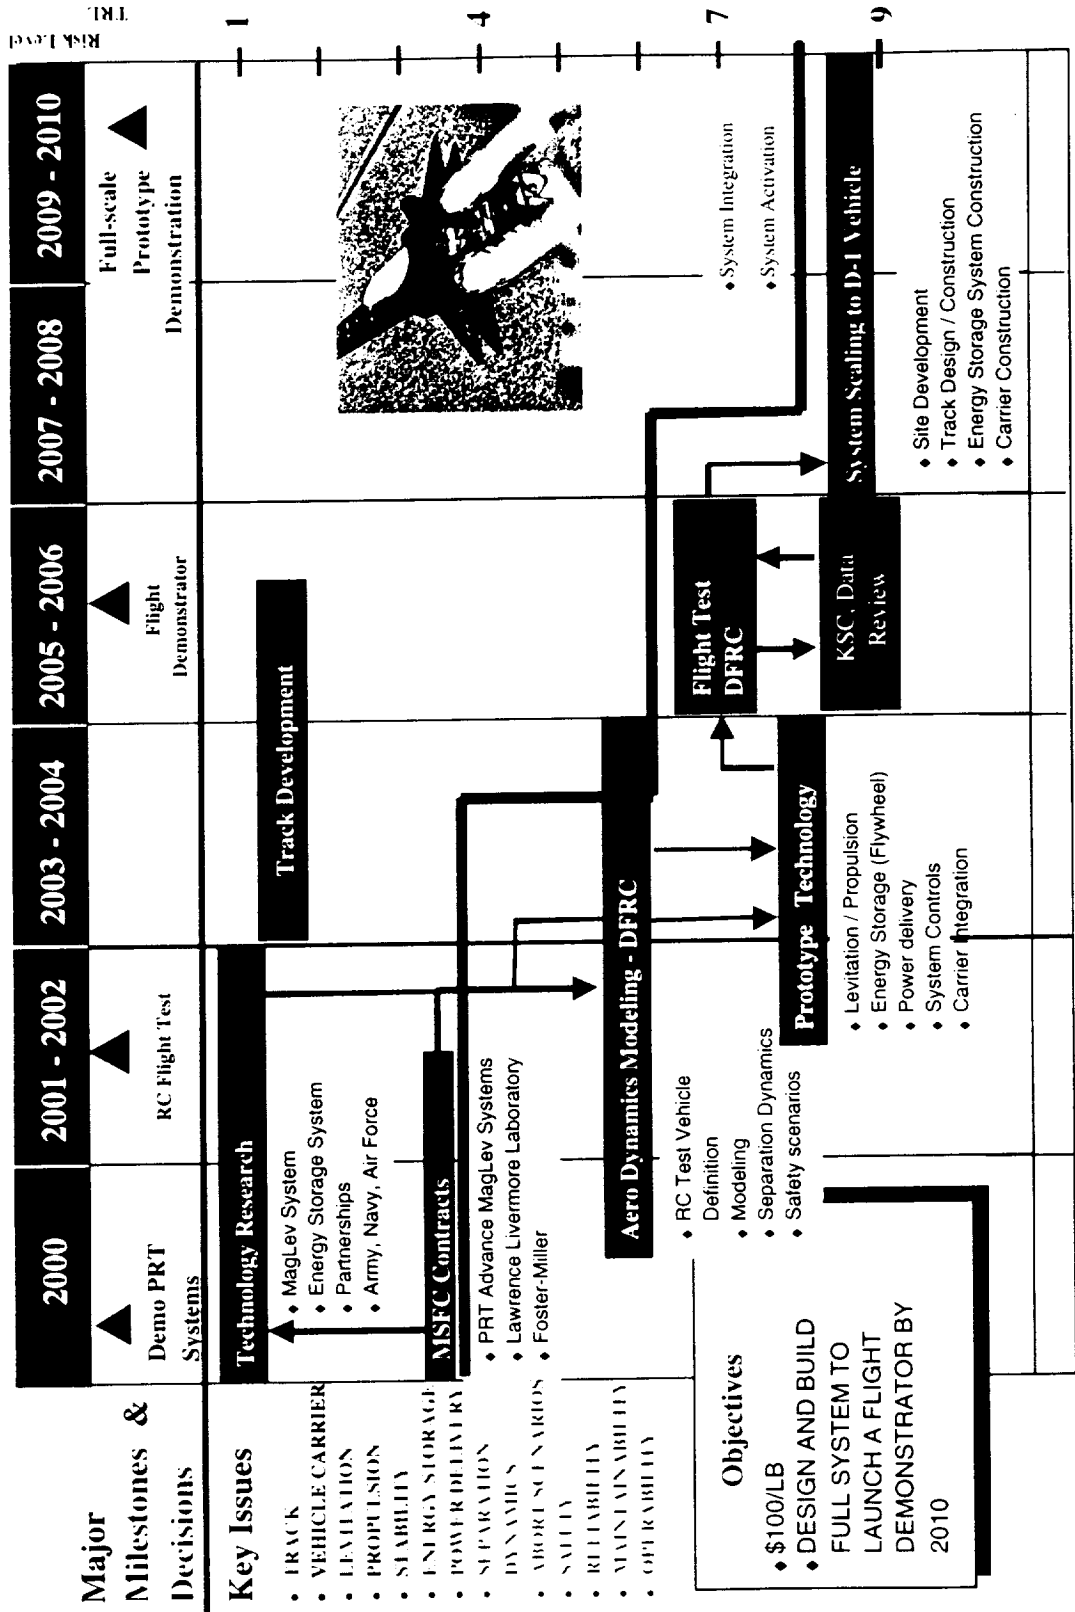 Major
Milestones &
Decisions
2000
2001 - 2002
2003 - 2004
2005 - 2006
2007 - 2008
2009 - 2010
Risk Level
TRL
Demo PRT
Systems
RC Flight Test
Flight
Demonstrator
Full-scale
Prototype
Demonstration
1
4
7
9
Key Issues
• TRACK
• VEHICLE CARRIER
• LEVITATION
• PROPULSION
• STABILITY
• ENERGY STORAGE
• POWER DELIVERY
• SEPARATION
DYNAMICS
• ABORT SCENARIOS
• SAFETY
• RELIABILITY
• MAINTAINABILITY
• OPERABILITY
Technology Research
♦ MagLev System
♦ Energy Storage System
♦ Partnerships
♦ Army, Navy, Air Force
Track Development
MSFC Contracts
♦ PRT Advance MagLev Systems
♦ Lawrence Livermore Laboratory
♦ Foster-Miller
Aero Dynamics Modeling - DFRC
♦ RC Test Vehicle
Definition
♦ Modeling
♦ Separation Dynamics
♦ Safety scenarios
Prototype Technology
♦ Levitation / Propulsion
♦ Energy Storage (Flywheel)
♦ Power delivery
♦ System Controls
♦ Carrier Integration
Flight Test
DFRC
KSC, Data
Review
♦ System Integration
♦ System Activation
System Scaling to D-1 Vehicle
♦ Site Development
♦ Track Design / Construction
♦ Energy Storage System Construction
♦ Carrier Construction
Objectives
♦ $100/LB
♦ DESIGN AND BUILD
FULL SYSTEM TO
LAUNCH A FLIGHT
DEMONSTRATOR BY
2010